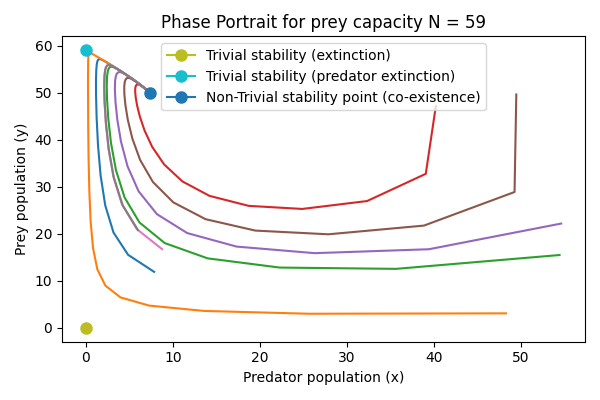 Phase Portrait for prey capacity N = 59
Trivial stability (extinction)
Trivial stability (predator extinction)
Non-Trivial stability point (co-existence)
Prey population (y)
60
50
40
30
20
10
0
0 10 20 30 40 50
Predator population (x)